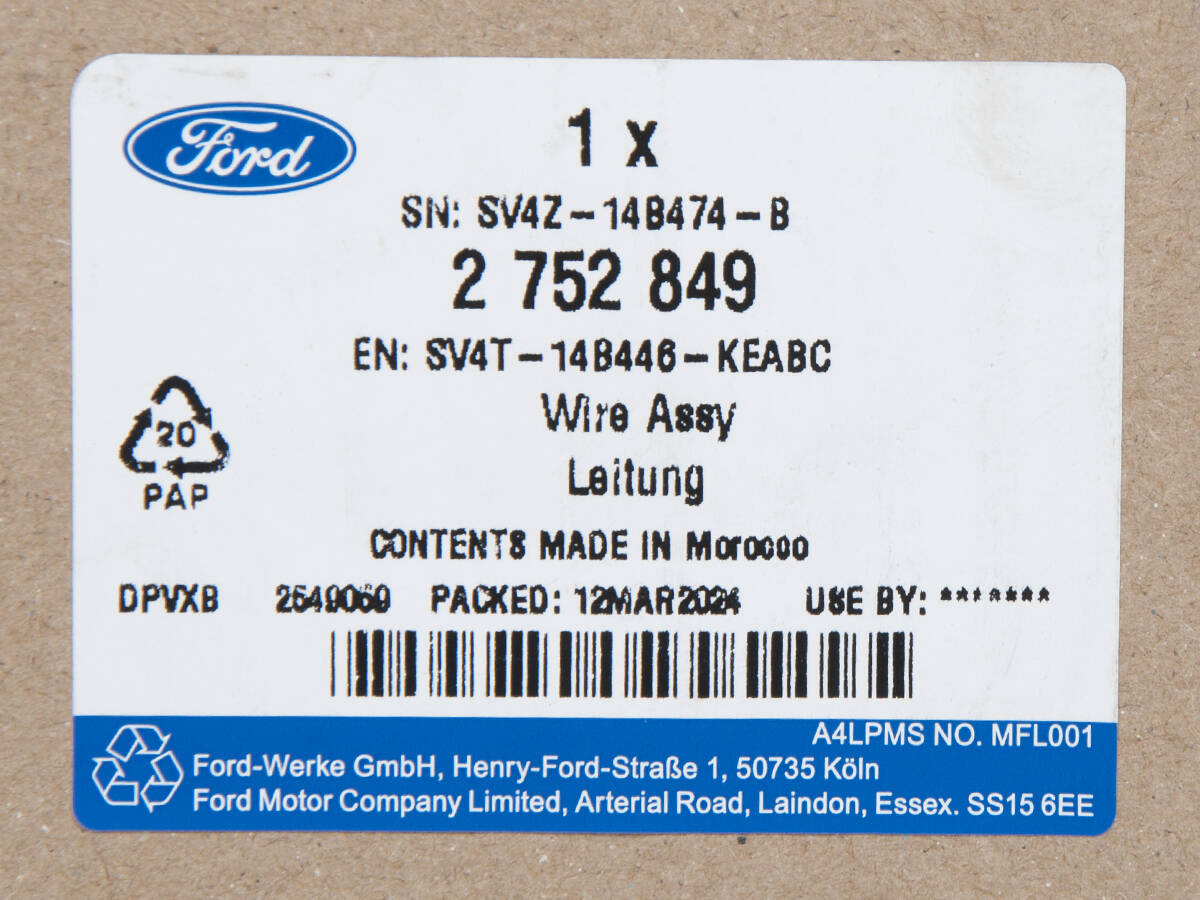 Ford
1 x
SN: SV4Z-14B474-B
2 752 849
EN: SV4T-14B446-KEABC
Wire Assy
Leitung
20
PAP
CONTENTS MADE IN Morocco
DPVXB 2549069 PACKED: 12MAR2024 USE BY: *******
A4LPMS NO. MFL001
Ford-Werke GmbH, Henry-Ford-Straße 1, 50735 Köln
Ford Motor Company Limited, Arterial Road, Laindon, Essex. SS15 6EE